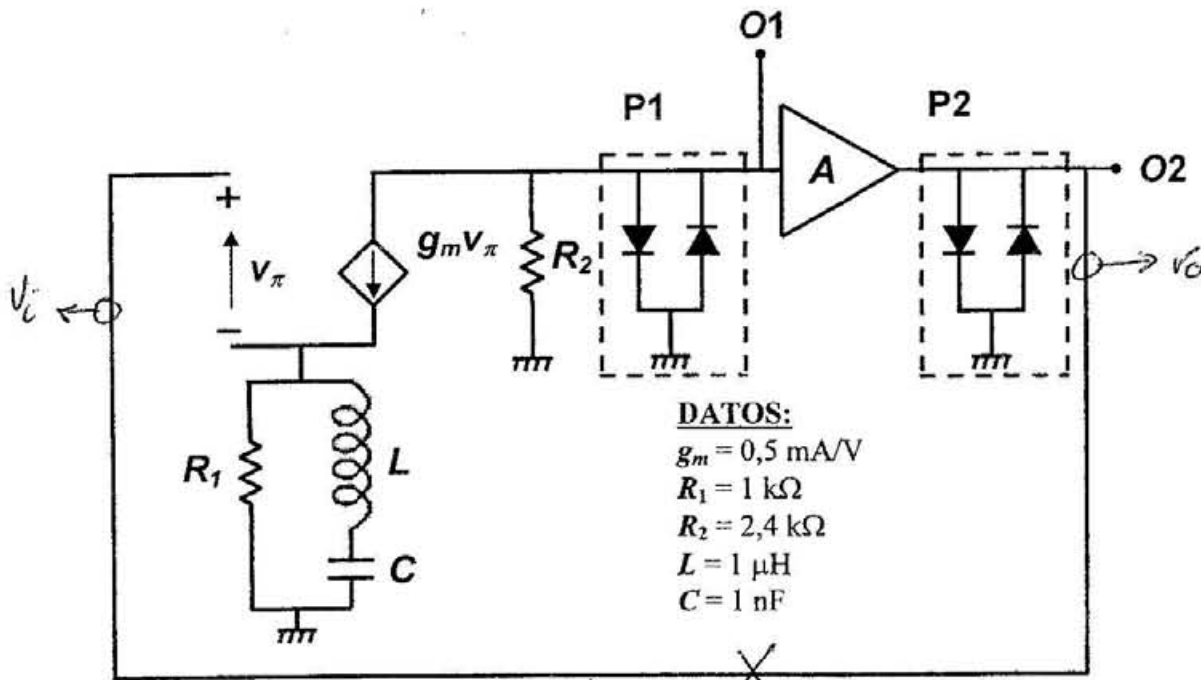 O1
P1
P2
A
O2
+
vπ
−
gmvπ
R2
Vi
vo
R1
L
C
DATOS:
gm = 0,5 mA/V
R1 = 1 kΩ
R2 = 2,4 kΩ
L = 1 μH
C = 1 nF